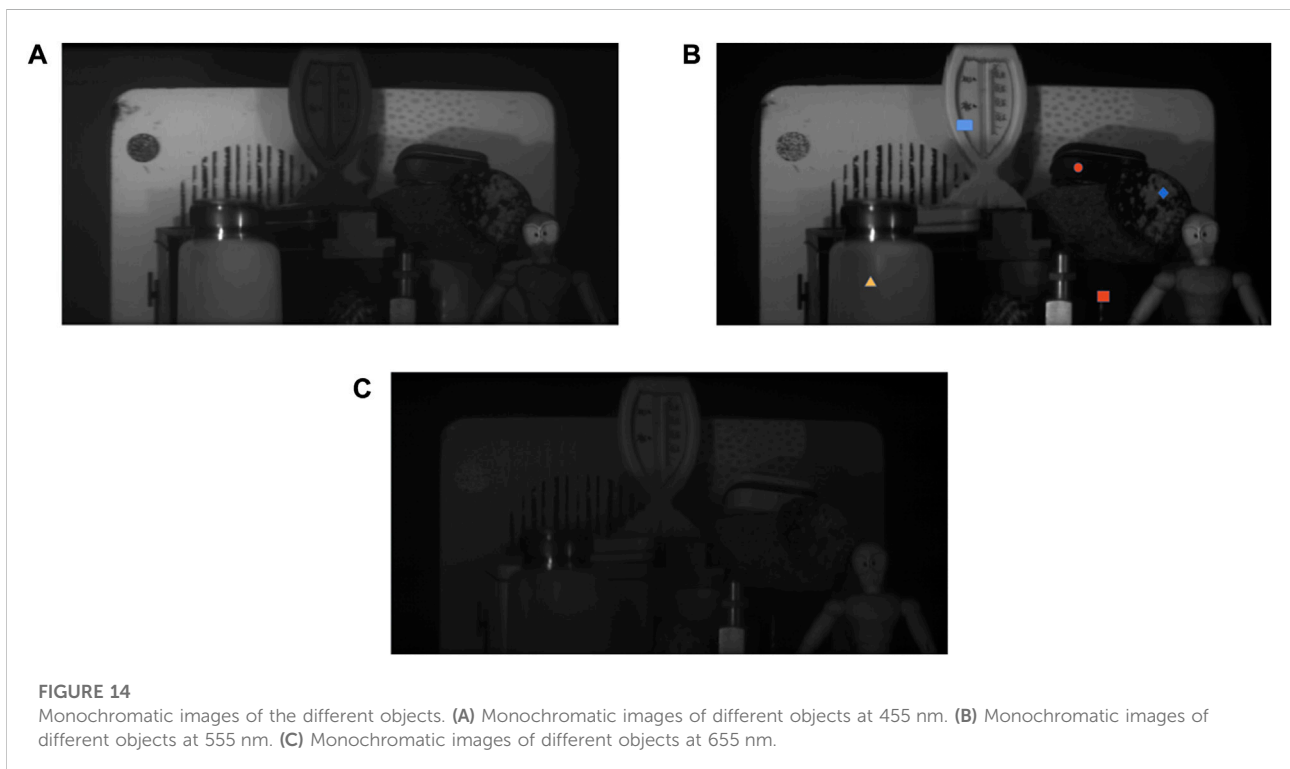 A
B
C
FIGURE 14
Monochromatic images of the different objects. (A) Monochromatic images of different objects at 455 nm. (B) Monochromatic images of
different objects at 555 nm. (C) Monochromatic images of different objects at 655 nm.